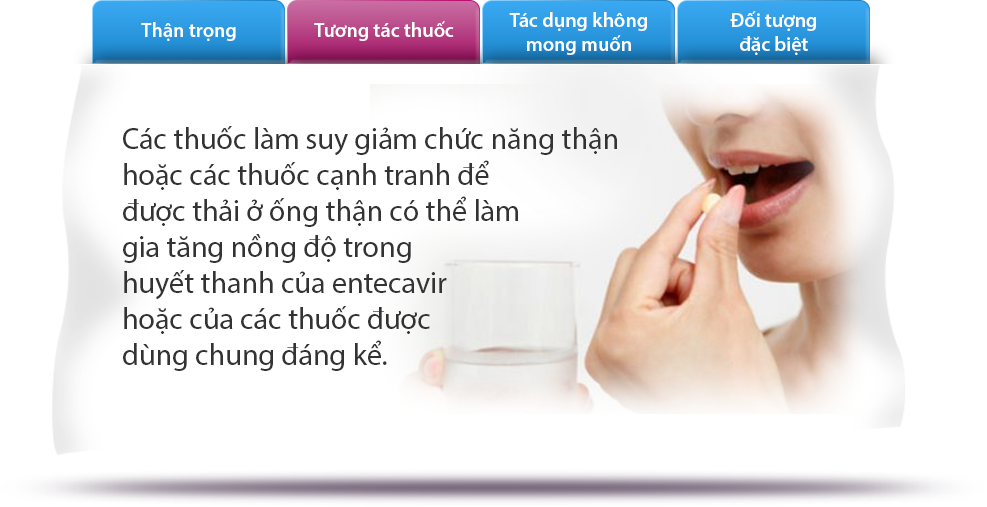 Thận trọng
Tương tác thuốc
Tác dụng không
mong muốn
Đối tượng
đặc biệt
Các thuốc làm suy giảm chức năng thận
hoặc các thuốc cạnh tranh để
được thải ở ống thận có thể làm
gia tăng nồng độ trong
huyết thanh của entecavir
hoặc của các thuốc được
dùng chung đáng kể.